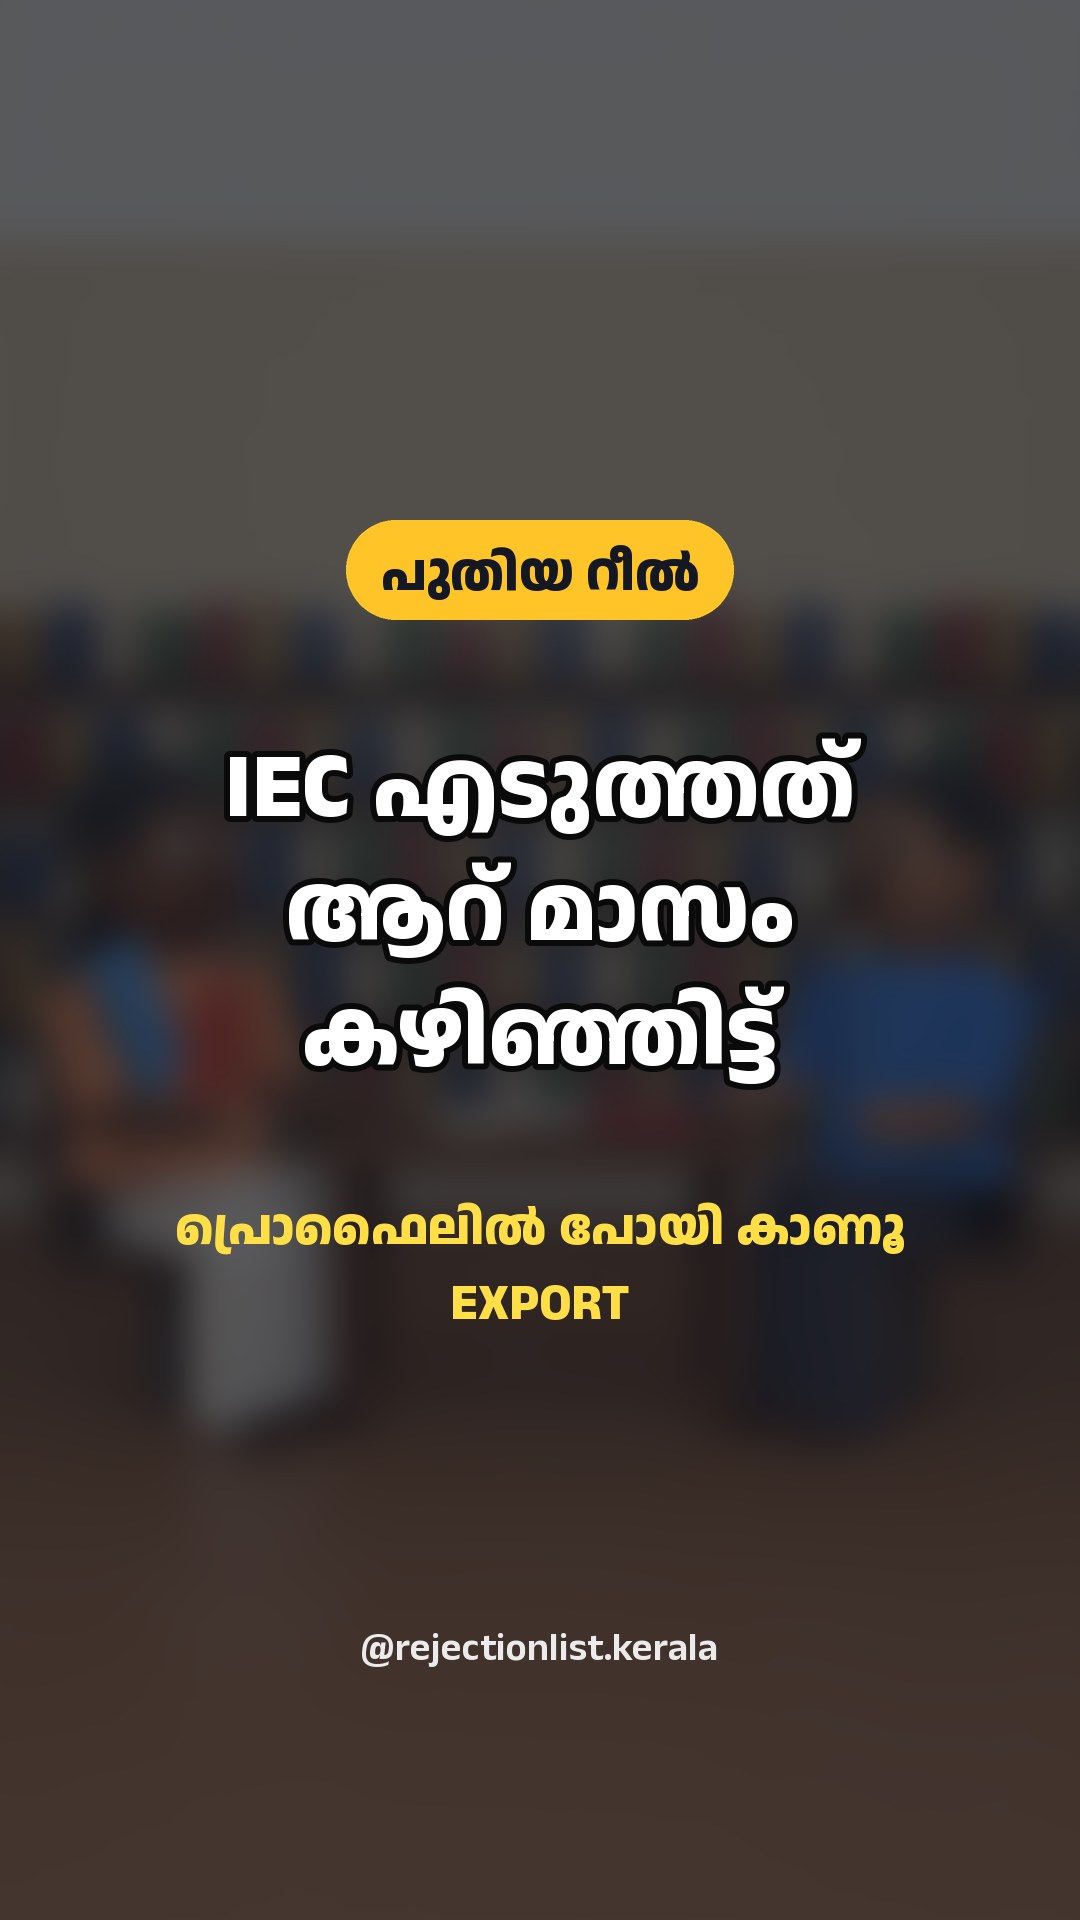 പുതിയ റീൽ
IEC എടുത്തത്
ആറ് മാസം
കഴിഞ്ഞിട്ട്
പ്രൊഫൈലിൽ പോയി കാണൂ
EXPORT
@rejectionlist.kerala